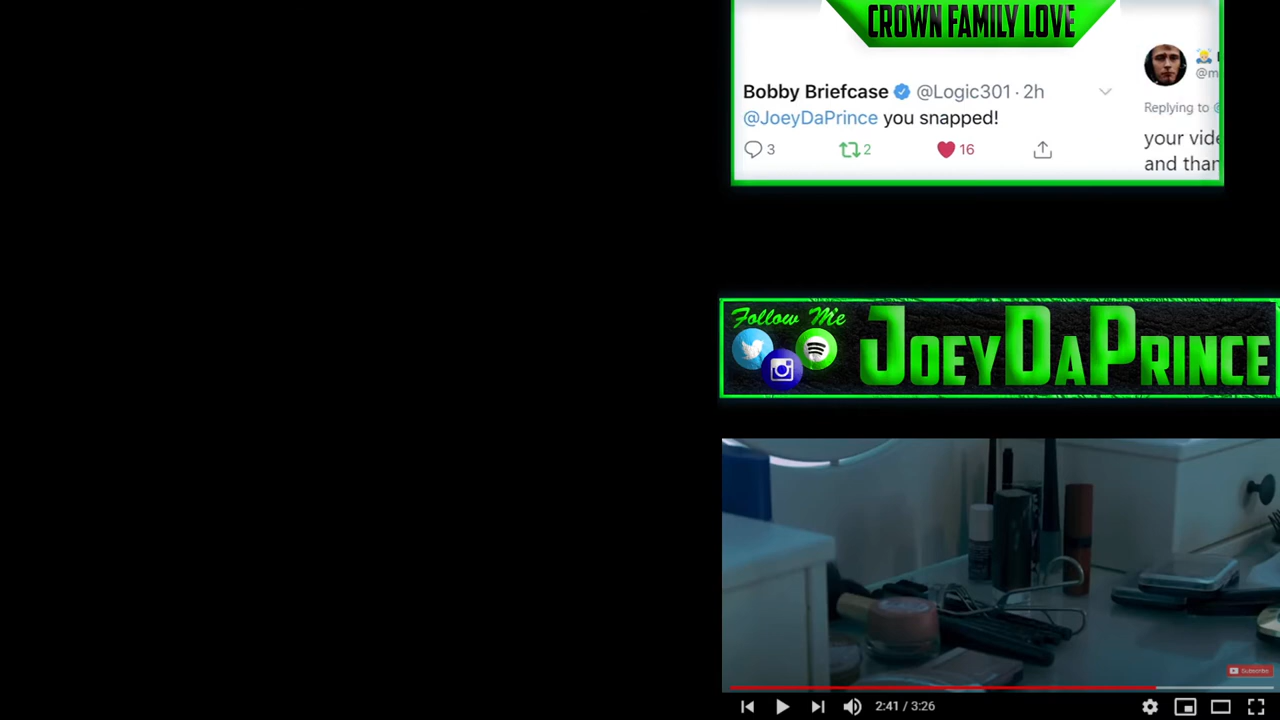 CROWN FAMILY LOVE
Bobby Briefcase @Logic301 · 2h
@JoeyDaPrince you snapped!
3 2 16
@m
Replying to @
your vide
and than
Follow Me
JOEYDAPRINCE
Subscribe
2:41 / 3:26